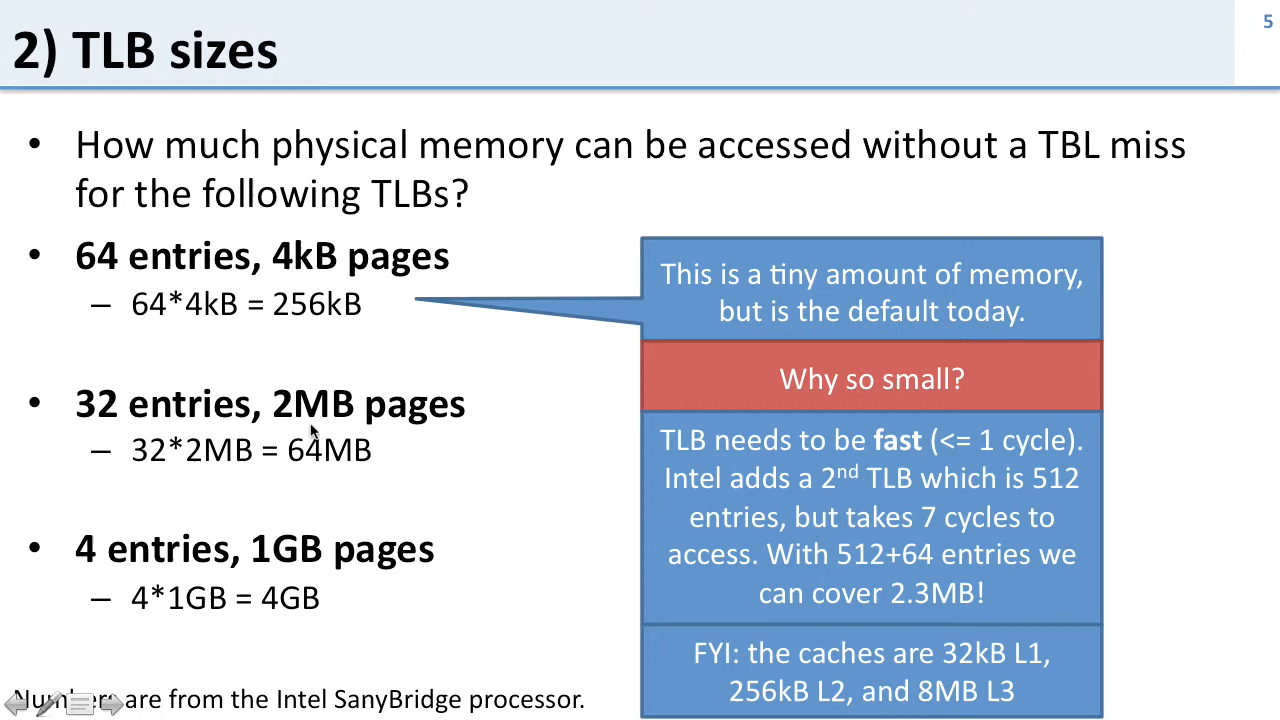 5
2) TLB sizes
• How much physical memory can be accessed without a TBL miss
for the following TLBs?
• 64 entries, 4kB pages
– 64*4kB = 256kB
• 32 entries, 2MB pages
– 32*2MB = 64MB
• 4 entries, 1GB pages
– 4*1GB = 4GB
This is a tiny amount of memory,
but is the default today.
Why so small?
TLB needs to be fast (<= 1 cycle).
Intel adds a 2nd TLB which is 512
entries, but takes 7 cycles to
access. With 512+64 entries we
can cover 2.3MB!
FYI: the caches are 32kB L1,
256kB L2, and 8MB L3
Numbers are from the Intel SanyBridge processor.